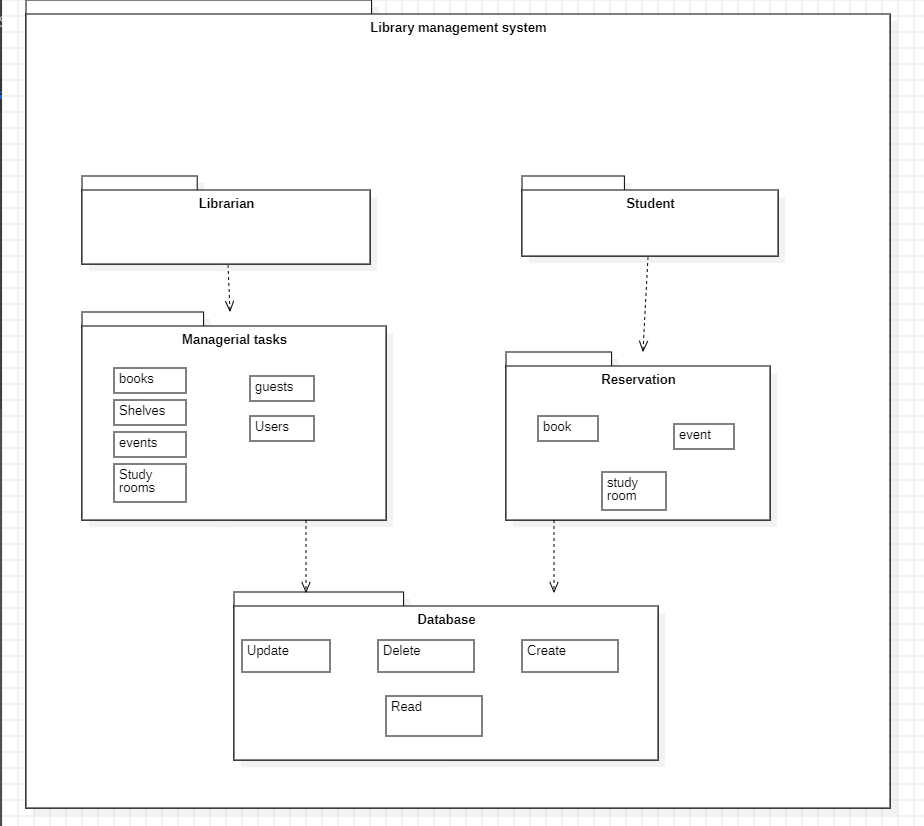 Library management system
Librarian
Student
Managerial tasks
books
Shelves
events
Study
rooms
guests
Users
Reservation
book
event
study
room
Database
Update
Delete
Create
Read